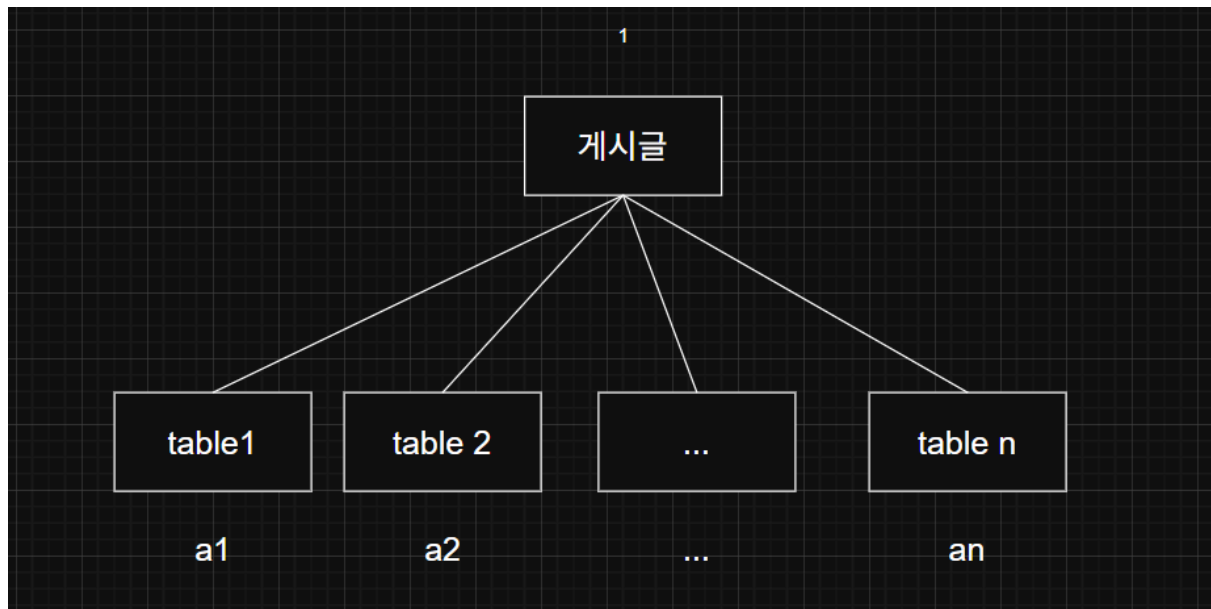 1
게시글
table1 table 2 ... table n
a1 a2 ... an